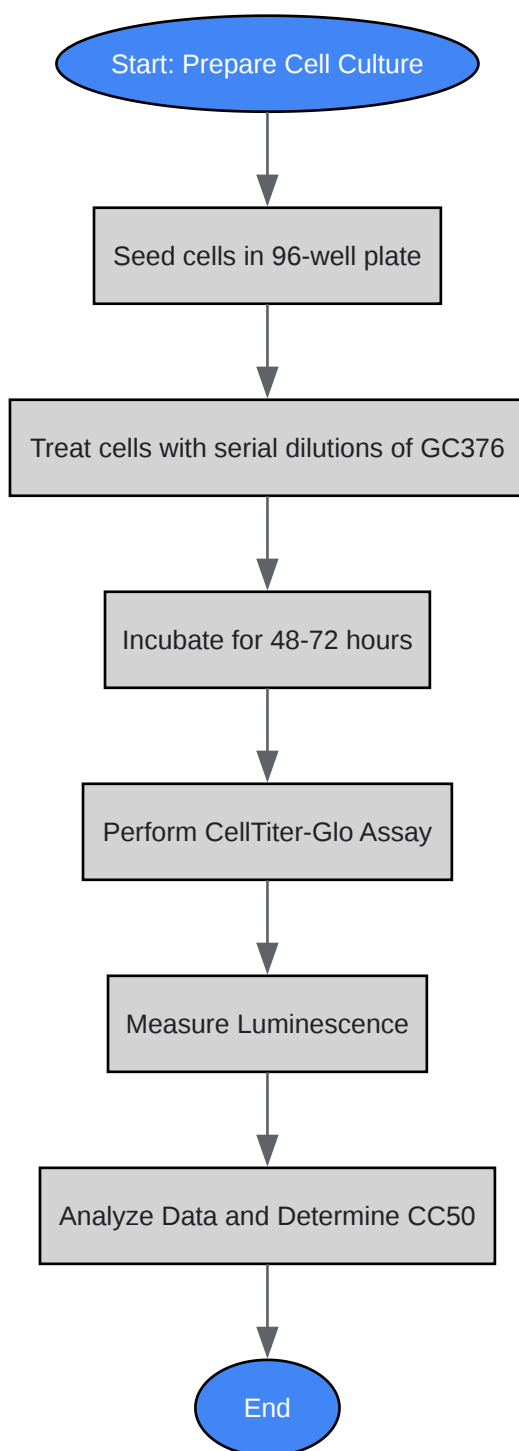 Start: Prepare Cell Culture
Seed cells in 96-well plate
Treat cells with serial dilutions of GC376
Incubate for 48-72 hours
Perform CellTiter-Glo Assay
Measure Luminescence
Analyze Data and Determine CC50
End